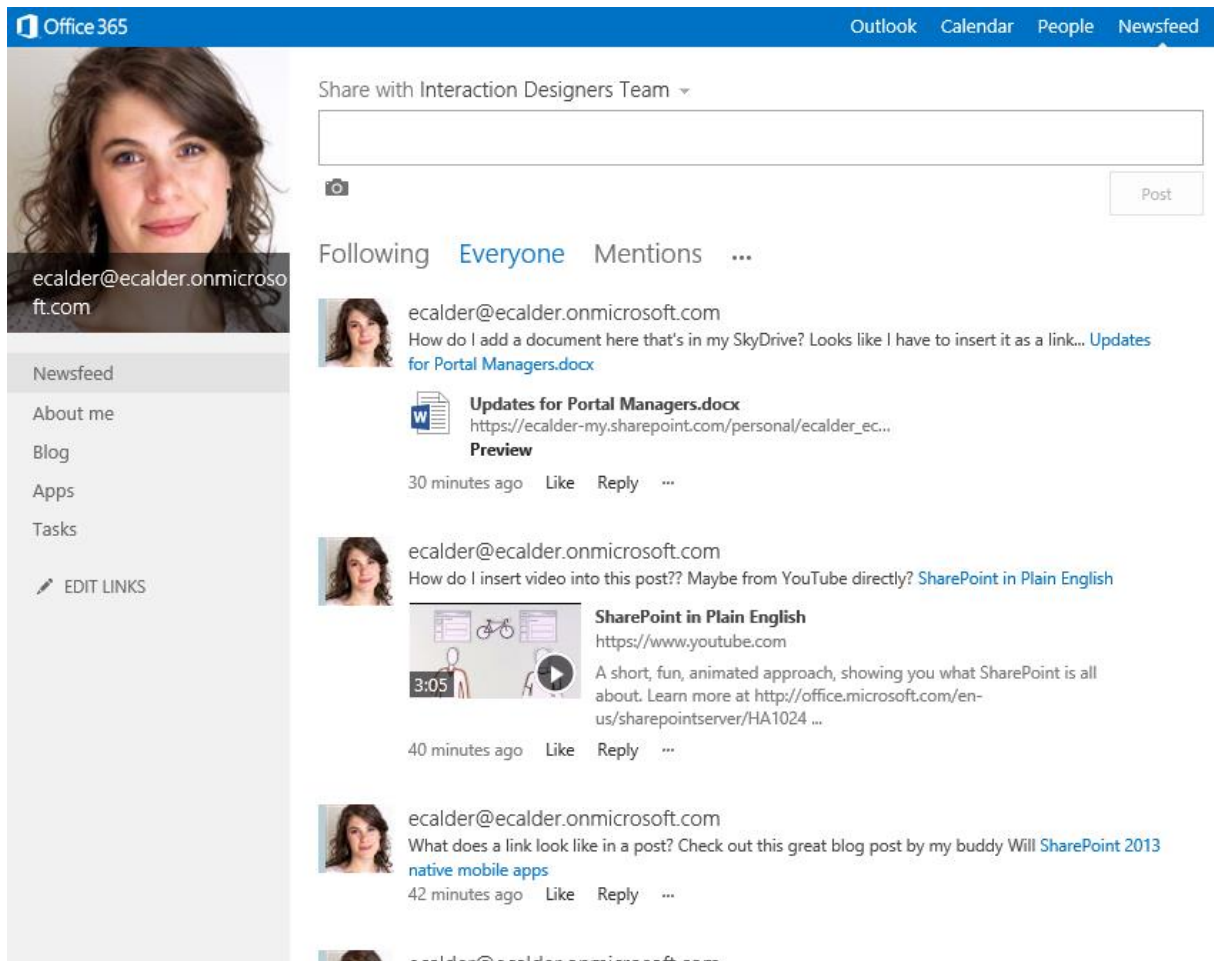 Office 365
Outlook Calendar People Newsfeed
ecalder@ecalder.onmicroso
ft.com
Newsfeed
About me
Blog
Apps
Tasks
EDIT LINKS
Share with Interaction Designers Team
Post
Following Everyone Mentions ...
ecalder@ecalder.onmicrosoft.com
How do I add a document here that's in my SkyDrive? Looks like I have to insert it as a link... Updates
for Portal Managers.docx
W
Updates for Portal Managers.docx
https://ecalder-my.sharepoint.com/personal/ecalder_ec...
Preview
30 minutes ago Like Reply ...
ecalder@ecalder.onmicrosoft.com
How do I insert video into this post?? Maybe from YouTube directly? SharePoint in Plain English
3:05
SharePoint in Plain English
https://www.youtube.com
A short, fun, animated approach, showing you what SharePoint is all
about. Learn more at http://office.microsoft.com/en-
us/sharepointserver/HA1024 ...
40 minutes ago Like Reply ...
ecalder@ecalder.onmicrosoft.com
What does a link look like in a post? Check out this great blog post by my buddy Will SharePoint 2013
native mobile apps
42 minutes ago Like Reply ...